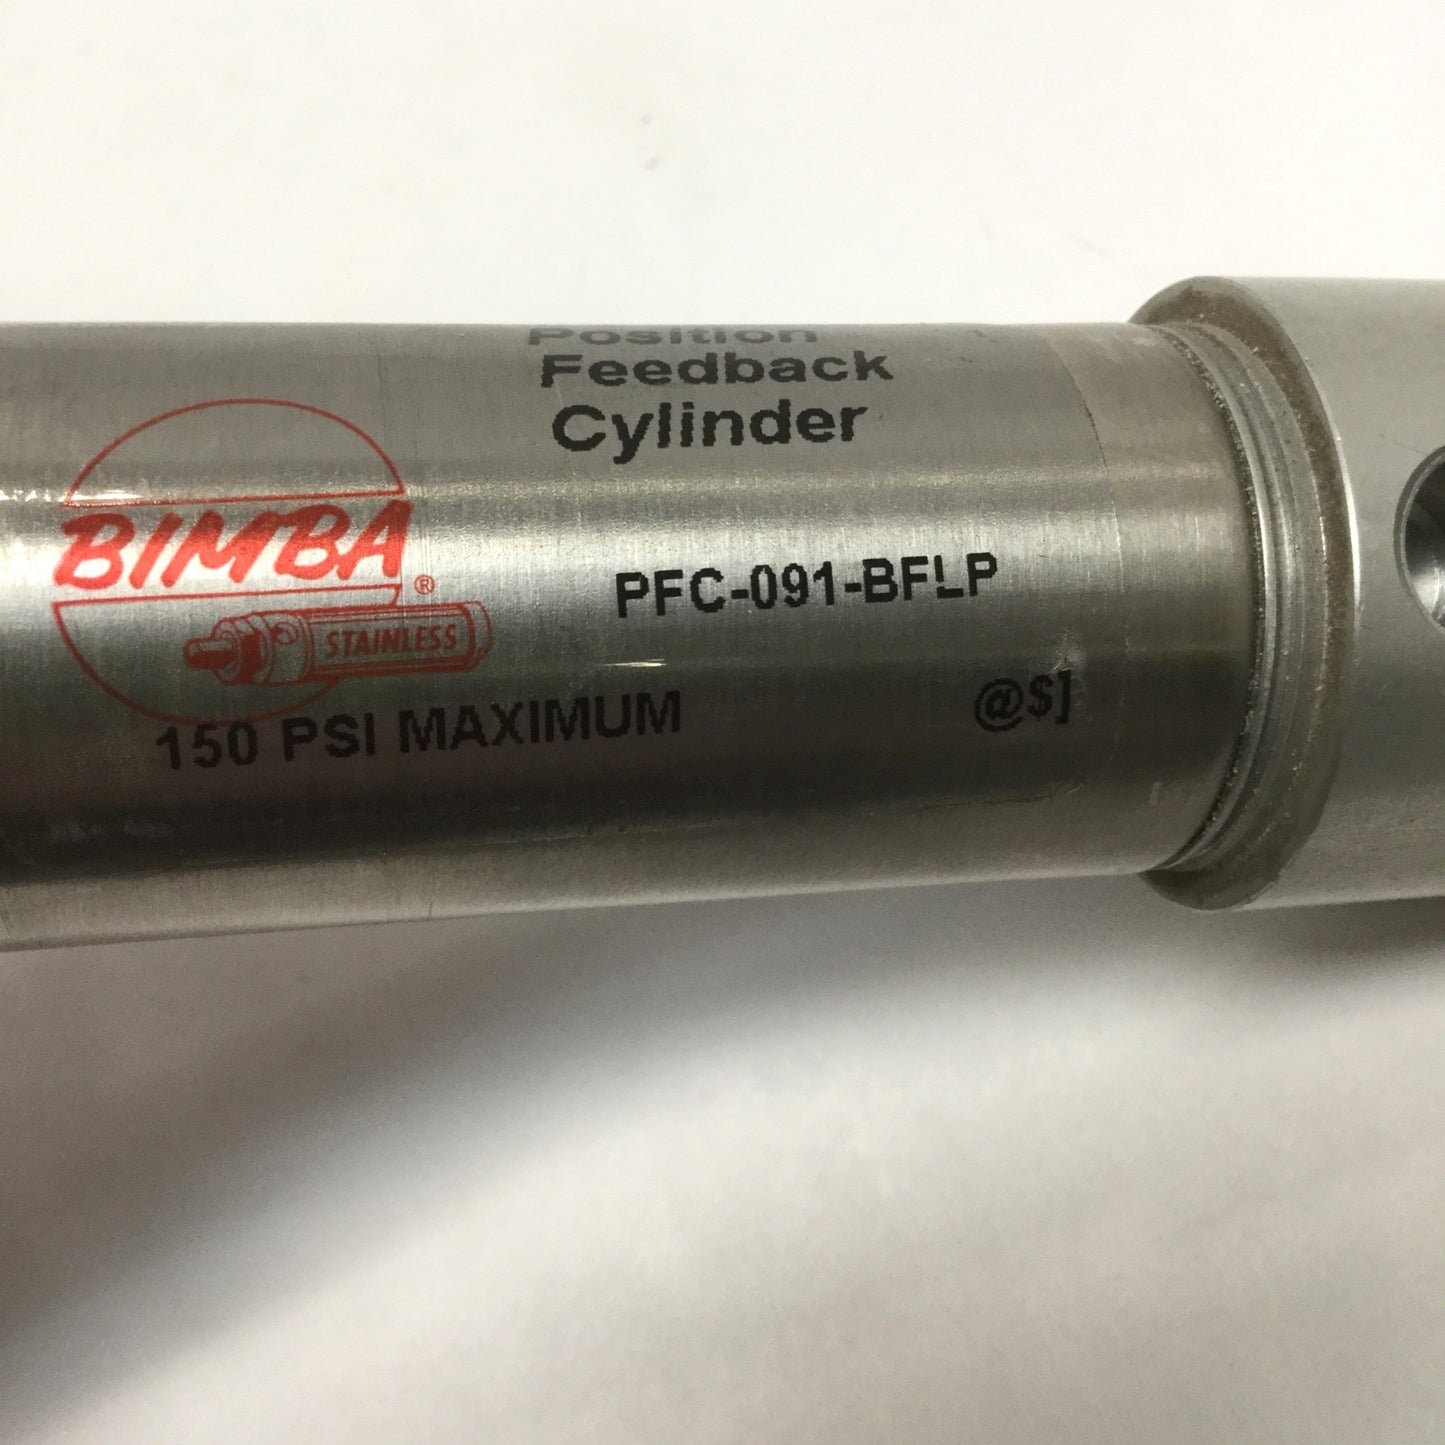 Position
Feedback
Cylinder
BIMBA®
STAINLESS
PFC-091-BFLP
150 PSI MAXIMUM
@$]